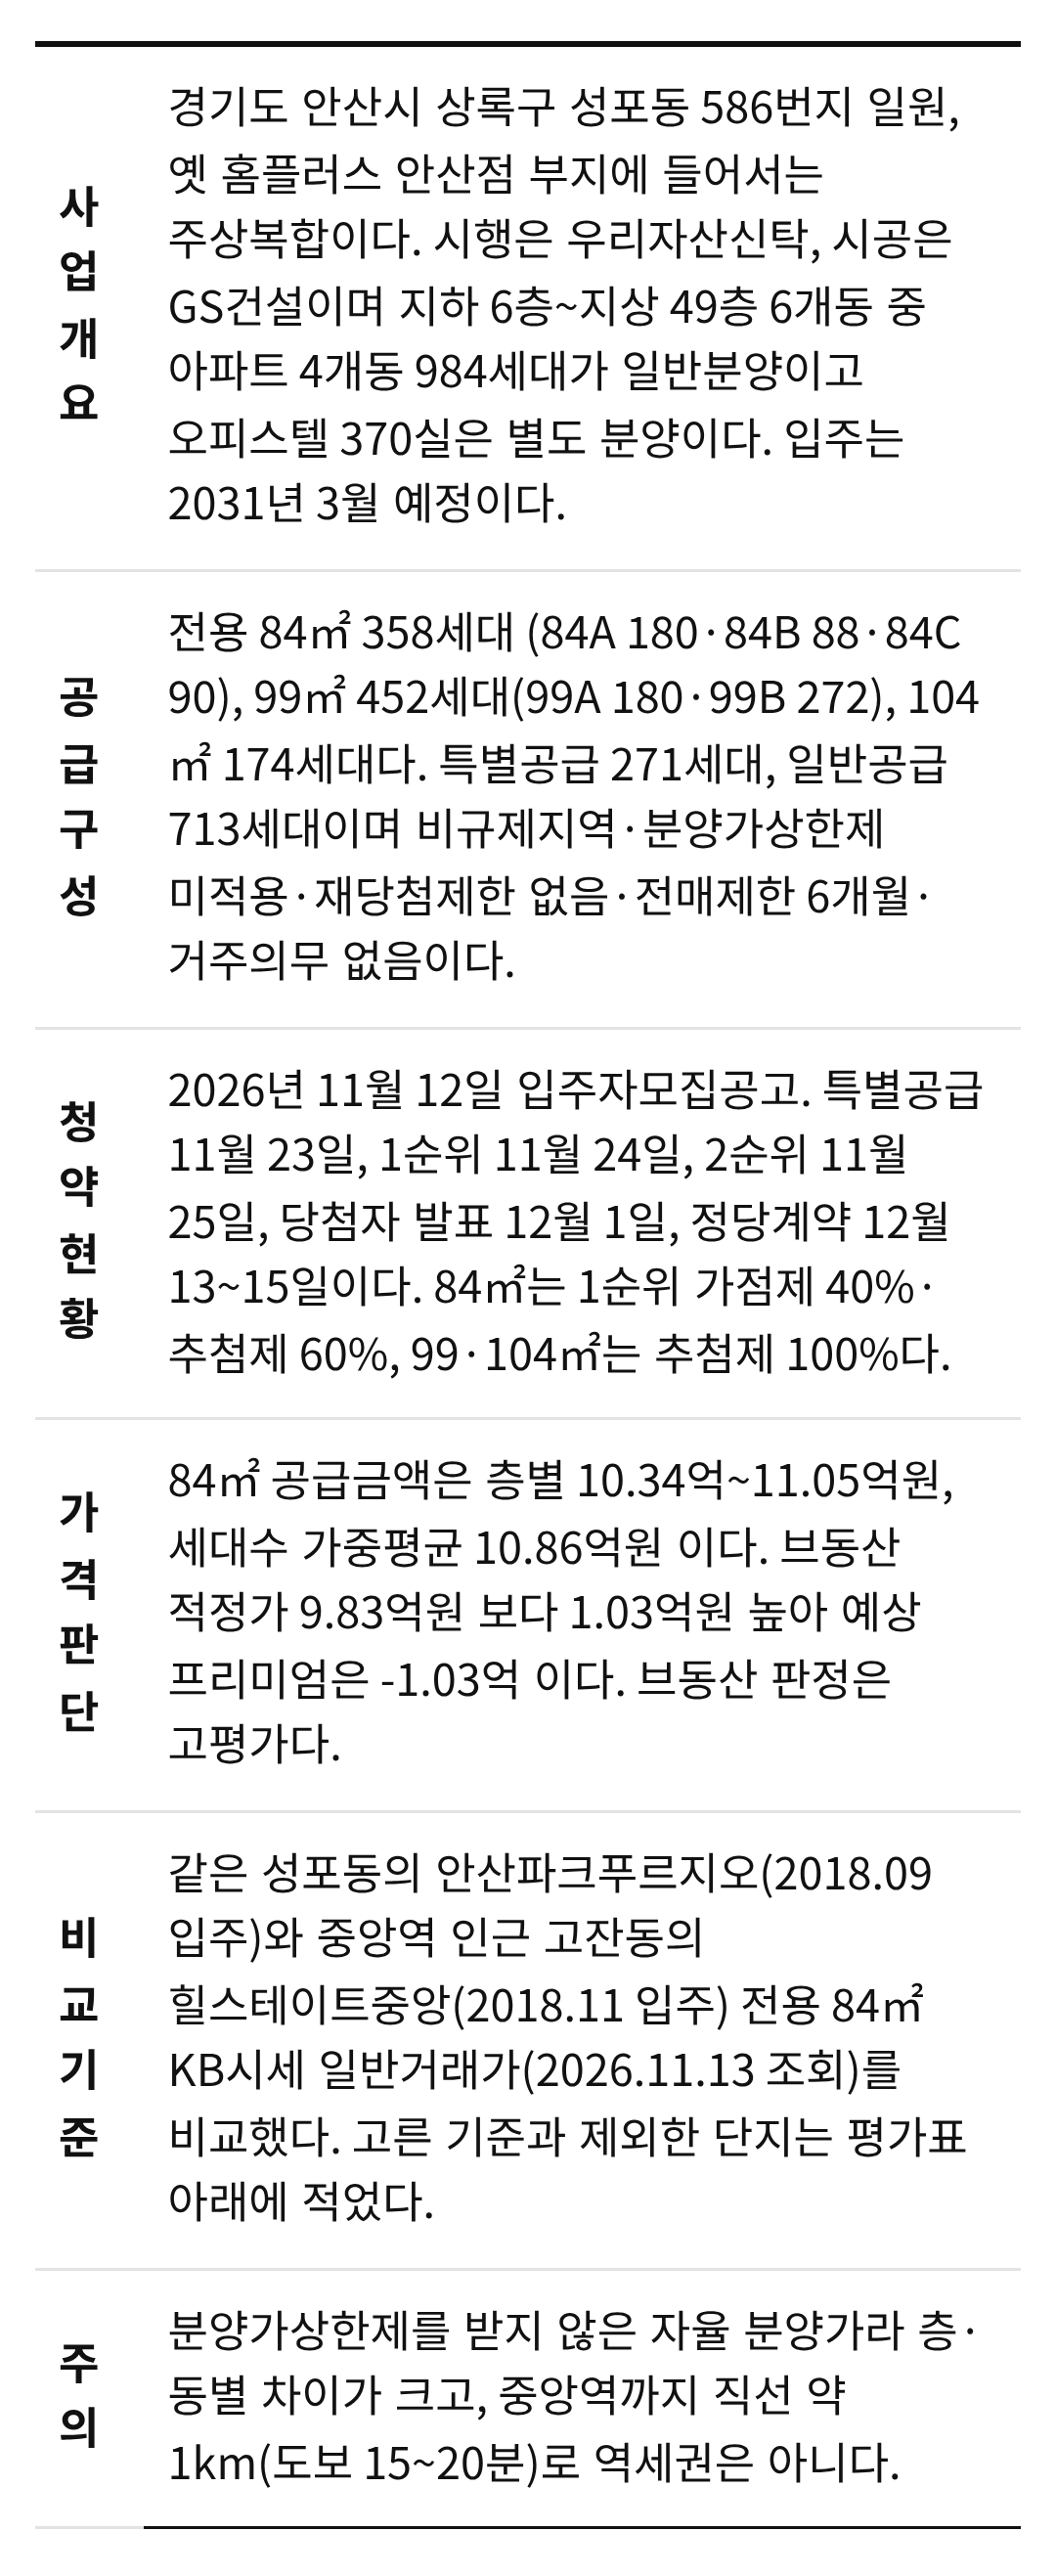 사업개요
경기도 안산시 상록구 성포동 586번지 일원,
옛 홈플러스 안산점 부지에 들어서는
주상복합이다. 시행은 우리자산신탁, 시공은
GS건설이며 지하 6층~지상 49층 6개동 중
아파트 4개동 984세대가 일반분양이고
오피스텔 370실은 별도 분양이다. 입주는
2031년 3월 예정이다.
공급구성
전용 84㎡ 358세대 (84A 180·84B 88·84C
90), 99㎡ 452세대(99A 180·99B 272), 104
㎡ 174세대다. 특별공급 271세대, 일반공급
713세대이며 비규제지역·분양가상한제
미적용·재당첨제한 없음·전매제한 6개월·
거주의무 없음이다.
청약현황
2026년 11월 12일 입주자모집공고. 특별공급
11월 23일, 1순위 11월 24일, 2순위 11월
25일, 당첨자 발표 12월 1일, 정당계약 12월
13~15일이다. 84㎡는 1순위 가점제 40%·
추첨제 60%, 99·104㎡는 추첨제 100%다.
가격판단
84㎡ 공급금액은 층별 10.34억~11.05억원,
세대수 가중평균 10.86억원 이다. 브동산
적정가 9.83억원 보다 1.03억원 높아 예상
프리미엄은 -1.03억 이다. 브동산 판정은
고평가다.
비교기준
같은 성포동의 안산파크푸르지오(2018.09
입주)와 중앙역 인근 고잔동의
힐스테이트중앙(2018.11 입주) 전용 84㎡
KB시세 일반거래가(2026.11.13 조회)를
비교했다. 고른 기준과 제외한 단지는 평가표
아래에 적었다.
주의
분양가상한제를 받지 않은 자율 분양가라 층·
동별 차이가 크고, 중앙역까지 직선 약
1km(도보 15~20분)로 역세권은 아니다.